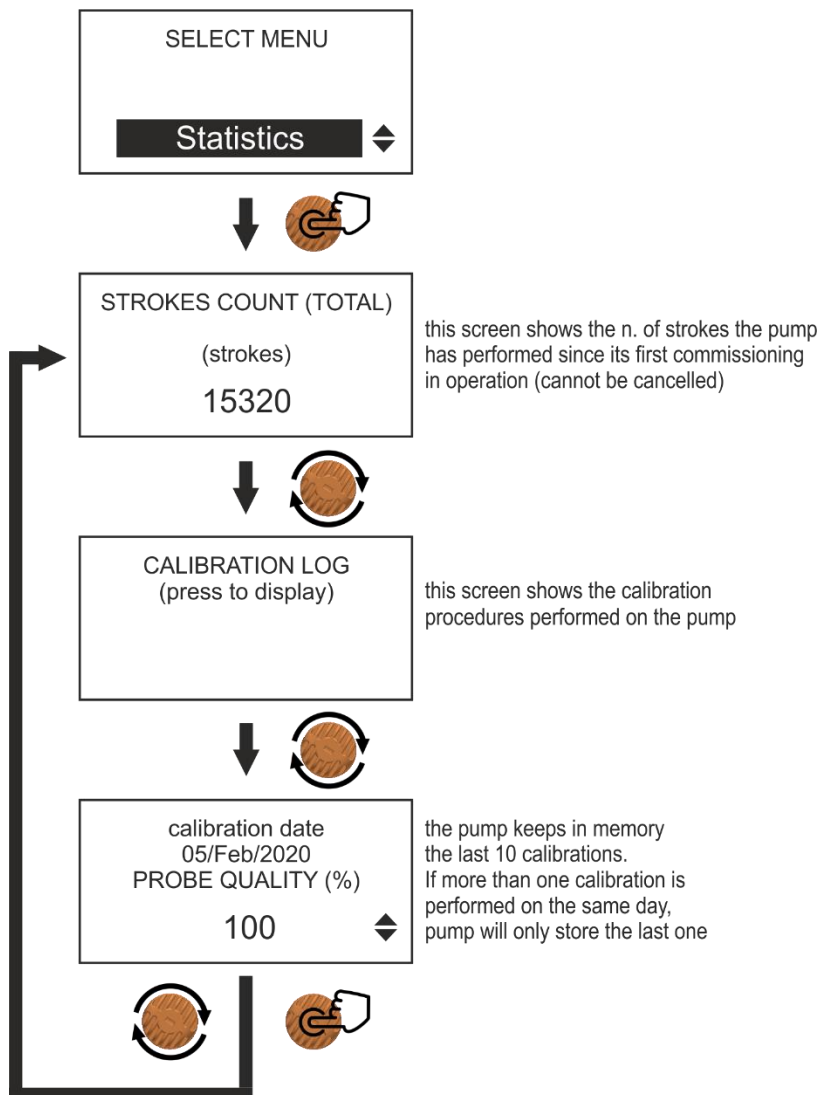 SELECT MENU
Statistics
STROKES COUNT (TOTAL)
(strokes)
15320
this screen shows the n. of strokes the pump
has performed since its first commissioning
in operation (cannot be cancelled)
CALIBRATION LOG
(press to display)
this screen shows the calibration
procedures performed on the pump
calibration date
05/Feb/2020
PROBE QUALITY (%)
100
the pump keeps in memory
the last 10 calibrations.
If more than one calibration is
performed on the same day,
pump will only store the last one